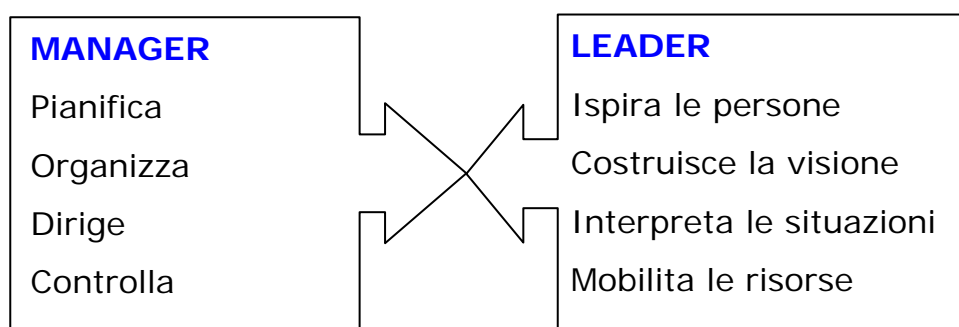 MANAGER
Pianifica
Organizza
Dirige
Controlla
LEADER
Ispira le persone
Costruisce la visione
Interpreta le situazioni
Mobilita le risorse